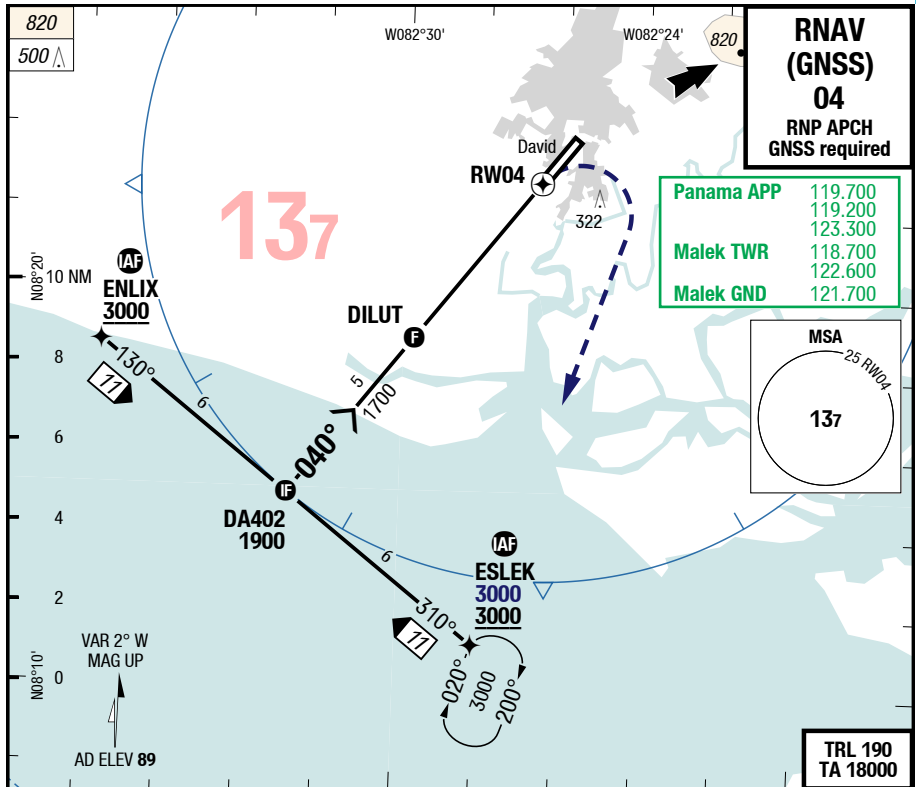 820
500
W082°30'
W082°24'
820
RNAV
(GNSS)
04
RNP APCH
GNSS required
David
RW04
322
Panama APP 119.700
119.200
123.300
Malek TWR 118.700
122.600
Malek GND 121.700
137
N08°20'
10 NM
IAF
ENLIX
3000
DILUT
F
8
130°
11
6
5
1700
MSA
25 RW04
137
6
040°
IF
DA402
1900
4
6
IAF
ESLEK
3000
3000
2
310°
11
VAR 2° W
MAG UP
N08°10'
0
020°
3000
200°
AD ELEV 89
TRL 190
TA 18000